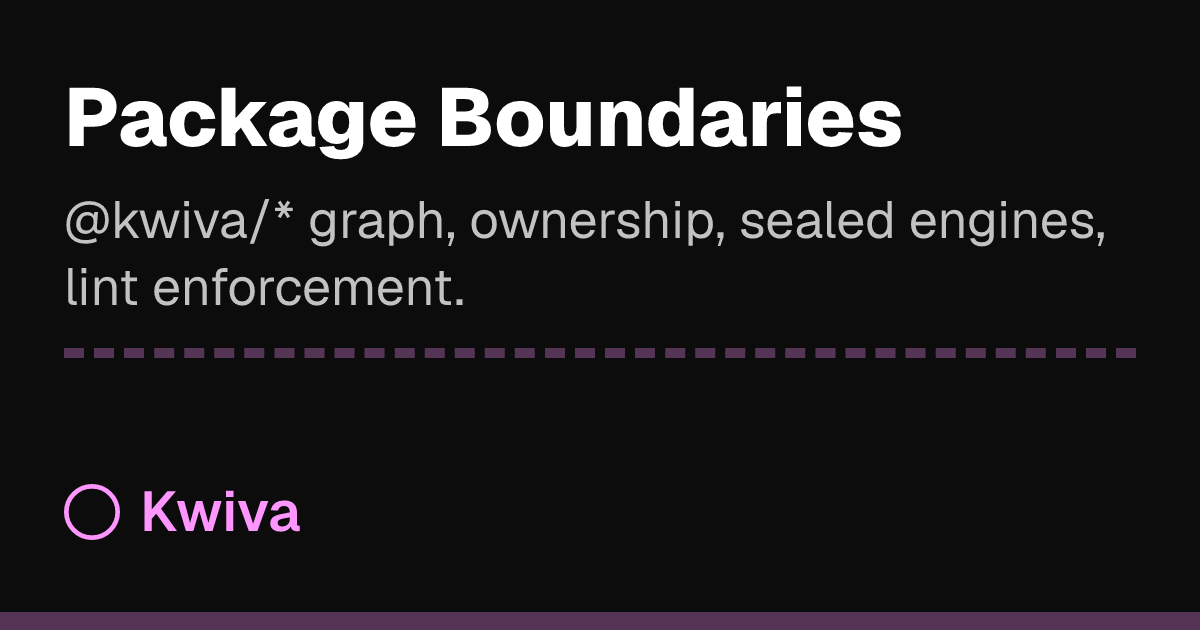 Package Boundaries
@kwiva/* graph, ownership, sealed engines,
lint enforcement.
Kwiva